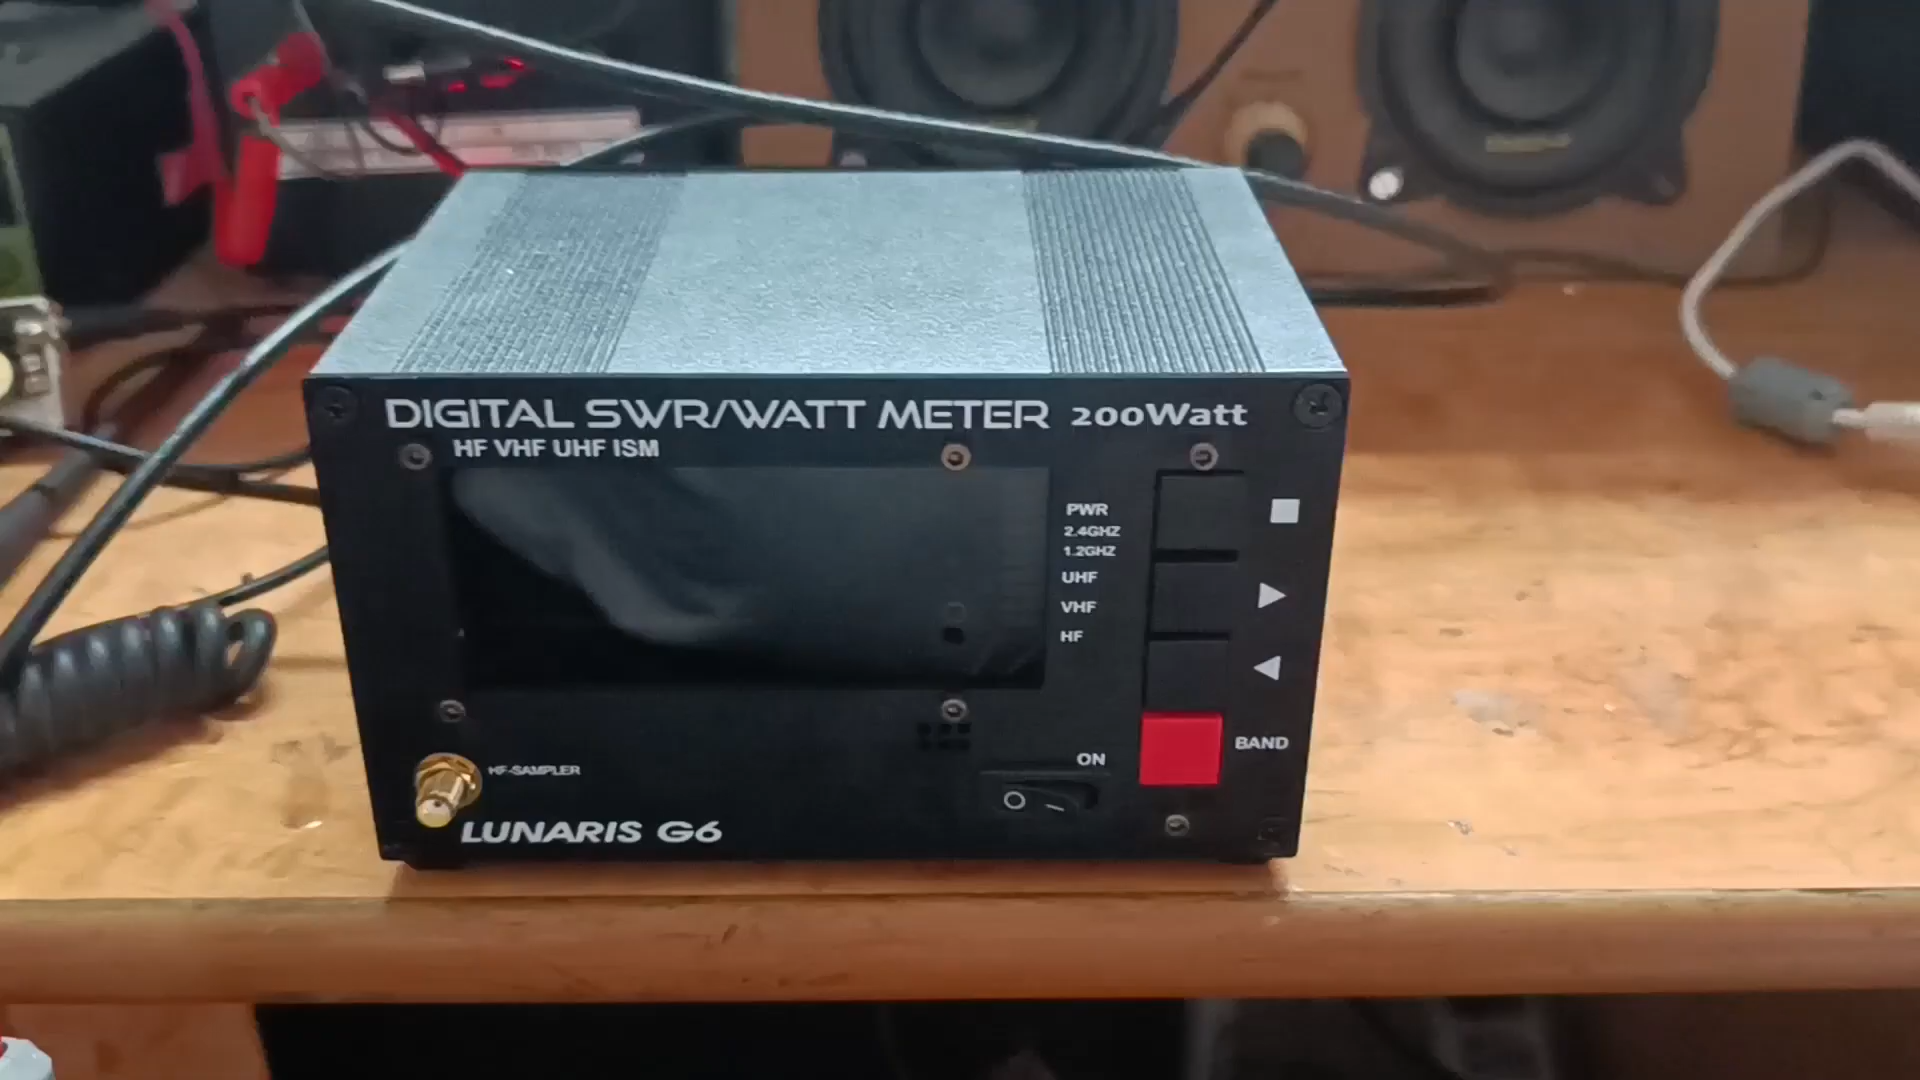 DIGITAL SWR/WATT METER 200Watt
HF VHF UHF ISM
PWR
2.4GHZ
1.2GHZ
UHF
VHF
HF
BAND
ON
HF-SAMPLER
LUNARIS G6